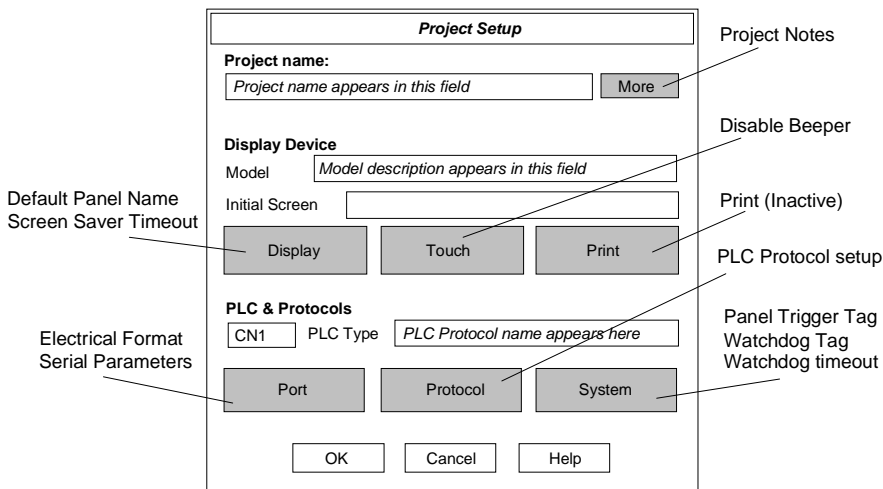 Project Setup
Project Notes
Project name:
Project name appears in this field
More
Disable Beeper
Display Device
Model
Model description appears in this field
Default Panel Name
Screen Saver Timeout
Initial Screen
Print (Inactive)
Display
Touch
Print
PLC Protocol setup
PLC & Protocols
CN1
PLC Type
PLC Protocol name appears here
Electrical Format
Serial Parameters
Panel Trigger Tag
Watchdog Tag
Watchdog timeout
Port
Protocol
System
OK
Cancel
Help